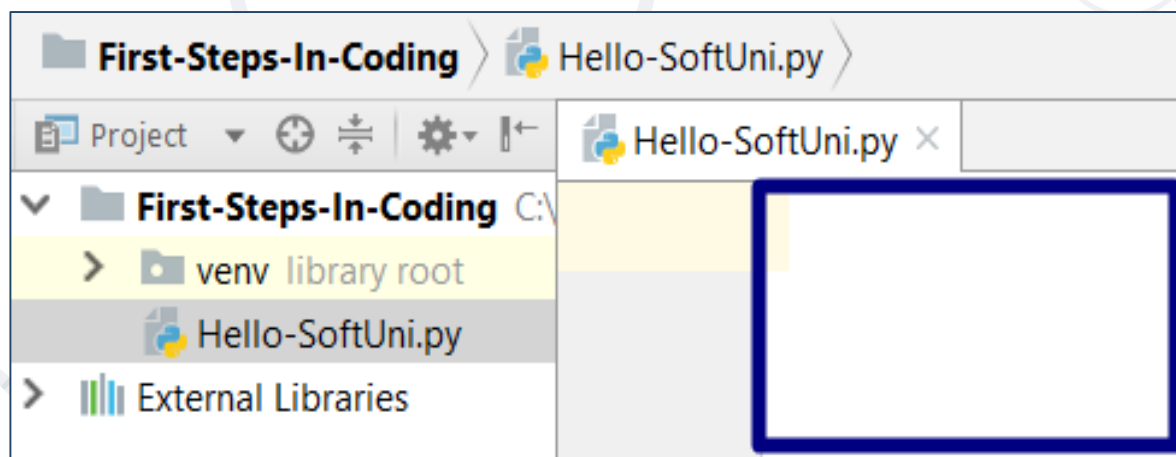 First-Steps-In-Coding Hello-SoftUni.py
Project
Hello-SoftUni.py
First-Steps-In-Coding C:\
venv library root
Hello-SoftUni.py
External Libraries